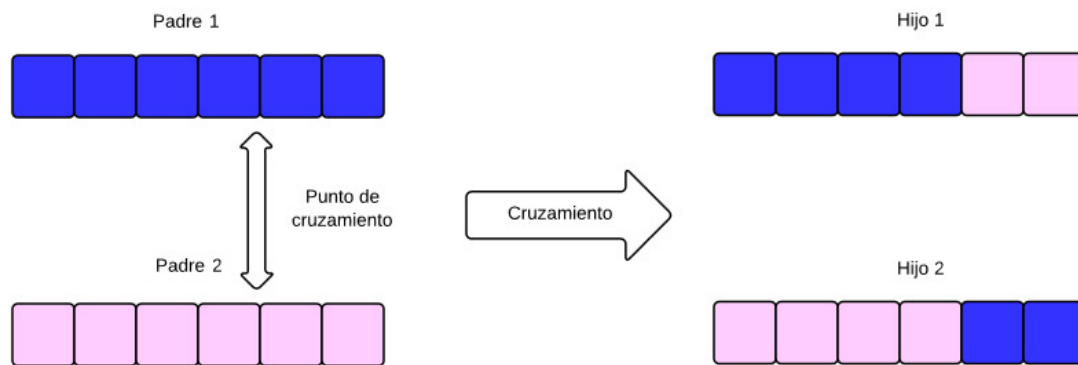 Padre 1
Hijo 1
Punto de
cruzamiento
Cruzamiento
Padre 2
Hijo 2